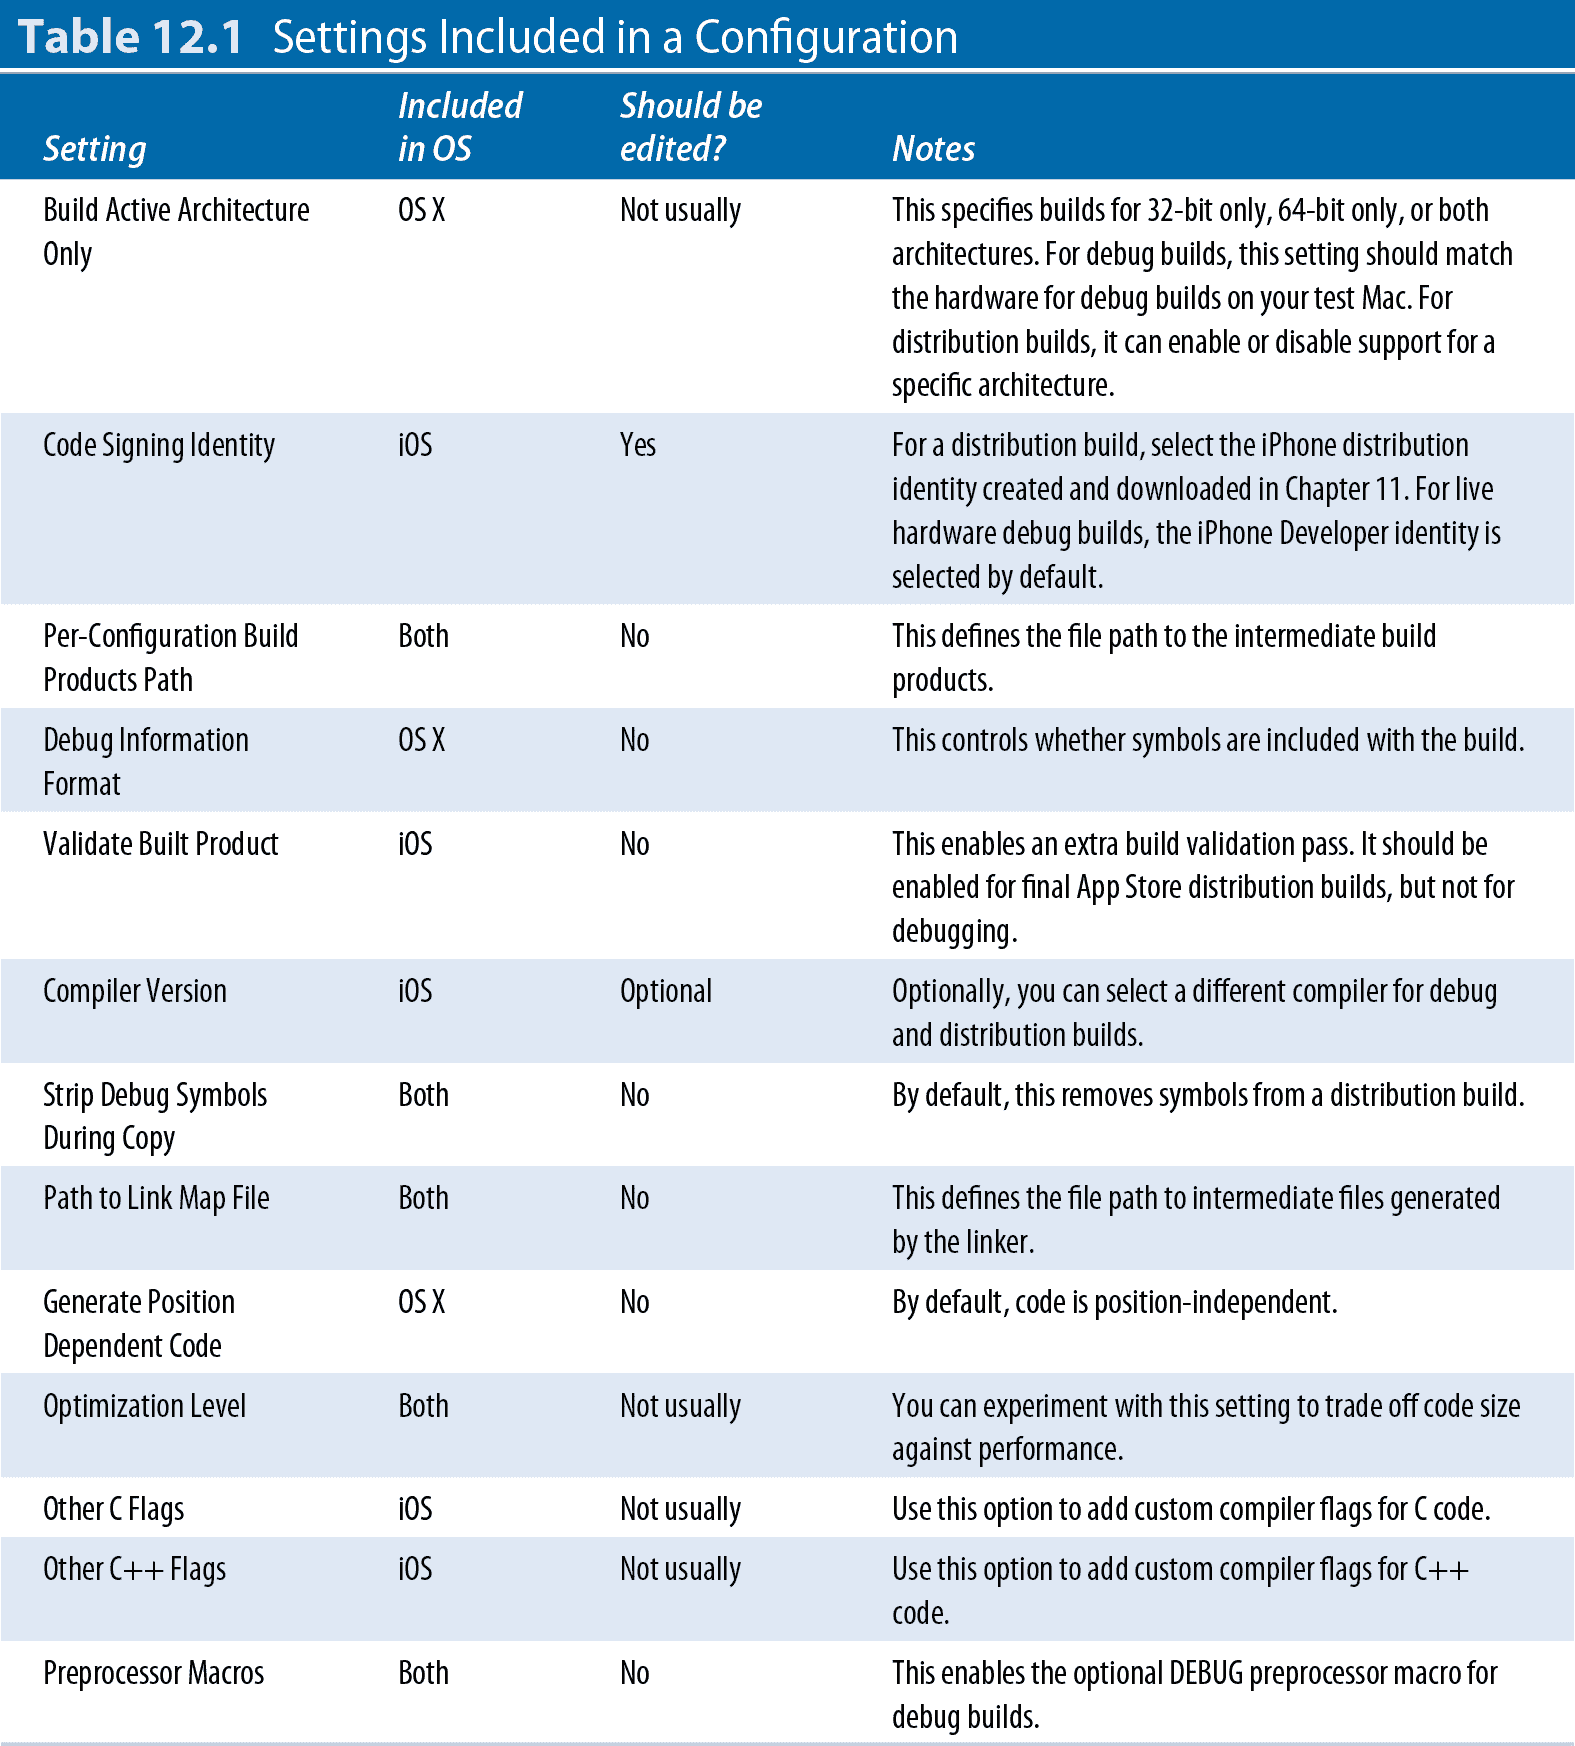 Table 12.1 Settings Included in a Configuration
Setting Included in OS Should be edited? Notes
Build Active Architecture Only OS X Not usually This specifies builds for 32-bit only, 64-bit only, or both
architectures. For debug builds, this setting should match
the hardware for debug builds on your test Mac. For
distribution builds, it can enable or disable support for a
specific architecture.
Code Signing Identity iOS Yes For a distribution build, select the iPhone distribution
identity created and downloaded in Chapter 11. For live
hardware debug builds, the iPhone Developer identity is
selected by default.
Per-Configuration Build Products Path Both No This defines the file path to the intermediate build
products.
Debug Information Format OS X No This controls whether symbols are included with the build.
Validate Built Product iOS No This enables an extra build validation pass. It should be
enabled for final App Store distribution builds, but not for
debugging.
Compiler Version iOS Optional Optionally, you can select a different compiler for debug
and distribution builds.
Strip Debug Symbols During Copy Both No By default, this removes symbols from a distribution build.
Path to Link Map File Both No This defines the file path to intermediate files generated
by the linker.
Generate Position Dependent Code OS X No By default, code is position-independent.
Optimization Level Both Not usually You can experiment with this setting to trade off code size
against performance.
Other C Flags iOS Not usually Use this option to add custom compiler flags for C code.
Other C++ Flags iOS Not usually Use this option to add custom compiler flags for C++
code.
Preprocessor Macros Both No This enables the optional DEBUG preprocessor macro for
debug builds.